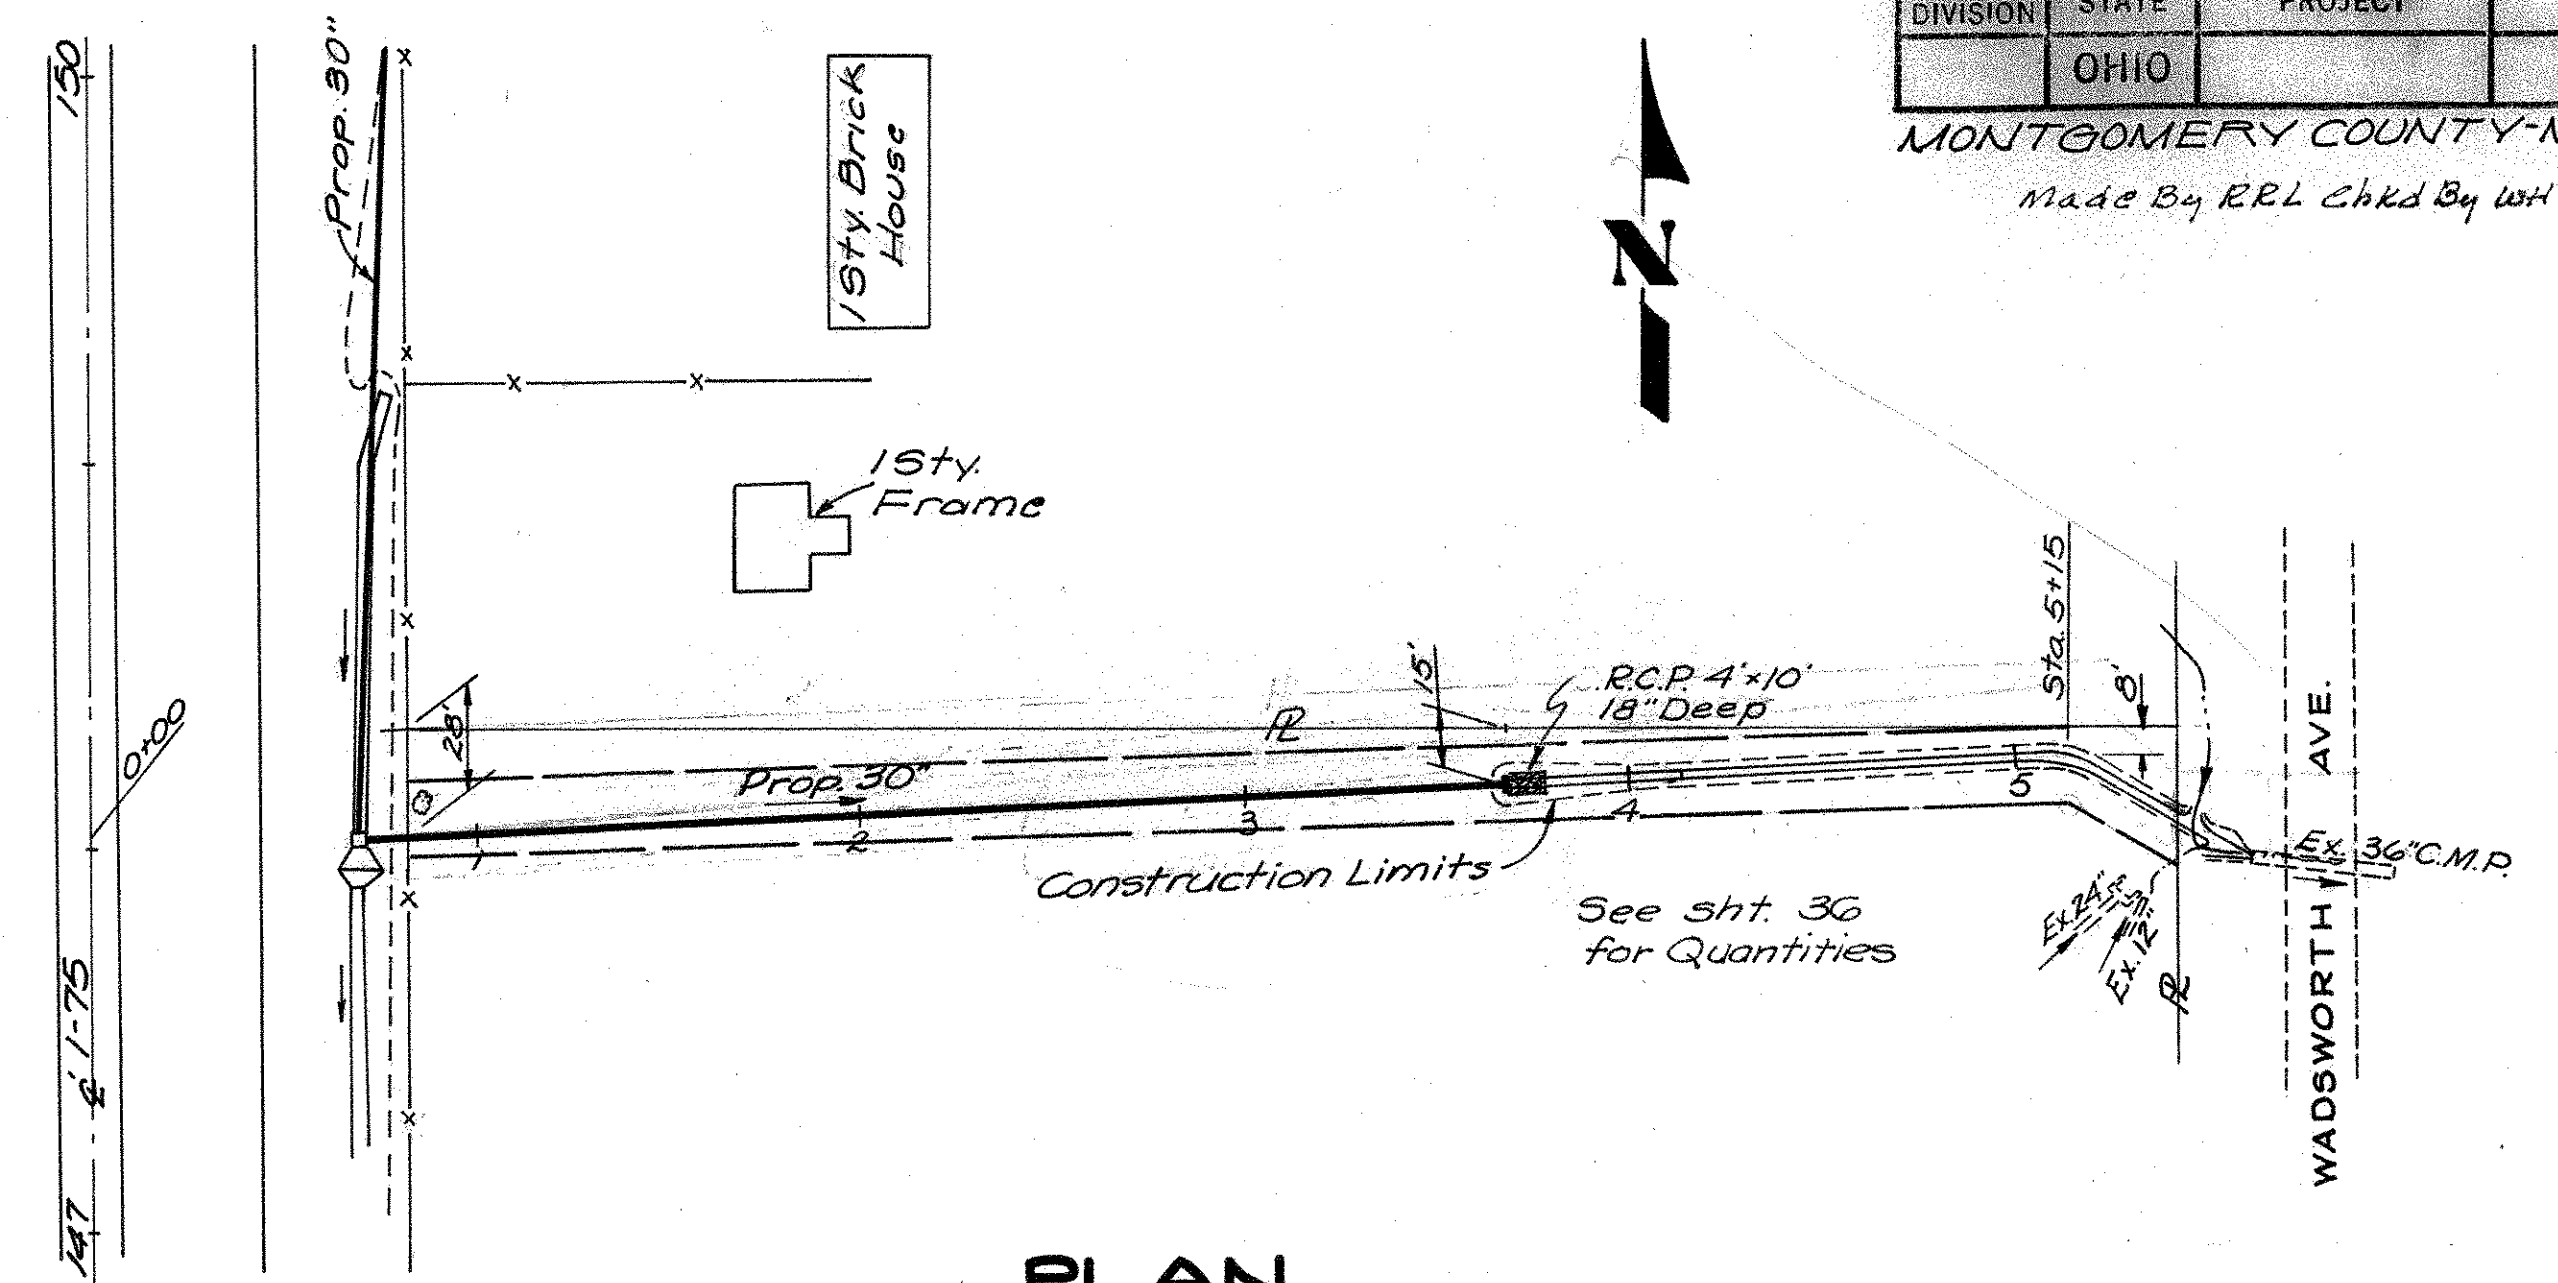 DIVISION STATE PROJECT
OHIO
MONTGOMERY COUNTY-
Made By RRL Chkd By WH
150
Prop. 30"
1 Sty. Brick
House
N
1 Sty.
Frame
0+00
28'
Prop. 30"
15'
R.C.P. 4'x10'
18" Deep
Sta. 5+15
8'
1
2
3
4
5
Construction Limits
See sht. 36
for Quantities
Ex. 24"
Ex. 12"
Ex. 36" C.M.P.
WADSWORTH AVE.
147
℄ 1-75
PLAN